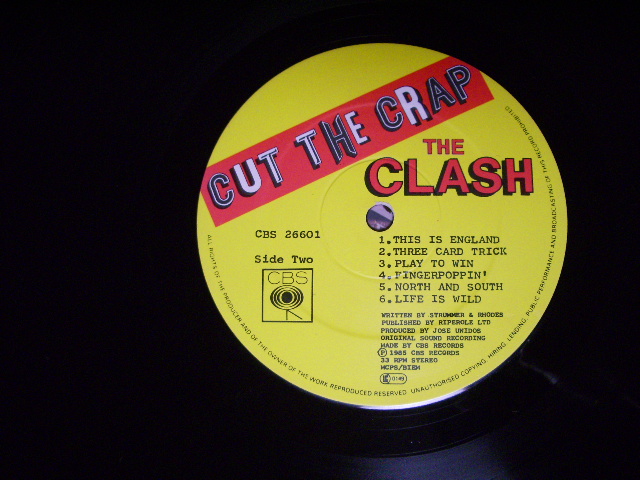 CUT THE CRAP
THE
CLASH
CBS 26601
Side Two
CBS
1. THIS IS ENGLAND
2. THREE CARD TRICK
3. PLAY TO WIN
4. FINGERPOPPIN'
5. NORTH AND SOUTH
6. LIFE IS WILD
WRITTEN BY STRUMMER & RHODES
PUBLISHED BY RIPEROLE LTD
PRODUCED BY JOSE UNIDOS
ORIGINAL SOUND RECORDING
MADE BY CBS RECORDS
Ⓟ 1985 CBS RECORDS
33 RPM STEREO
MCPS/BIEM
0149
ALL RIGHTS OF THE PRODUCER AND OF THE OWNER OF THE WORK REPRODUCED RESERVED. UNAUTHORISED COPYING, HIRING, LENDING, PUBLIC PERFORMANCE AND BROADCASTING OF THIS RECORD PROHIBITED